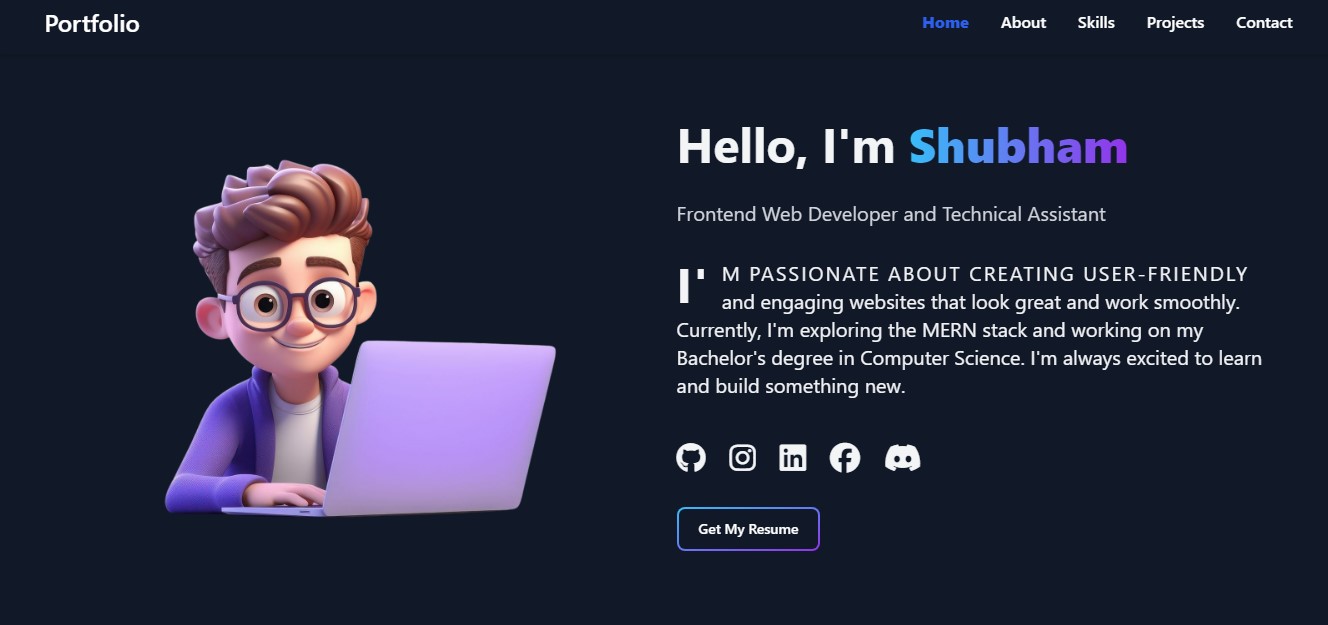 Portfolio
Home About Skills Projects Contact
Hello, I'm Shubham
Frontend Web Developer and Technical Assistant
I'M PASSIONATE ABOUT CREATING USER-FRIENDLY
and engaging websites that look great and work smoothly.
Currently, I'm exploring the MERN stack and working on my
Bachelor's degree in Computer Science. I'm always excited to learn
and build something new.
Get My Resume